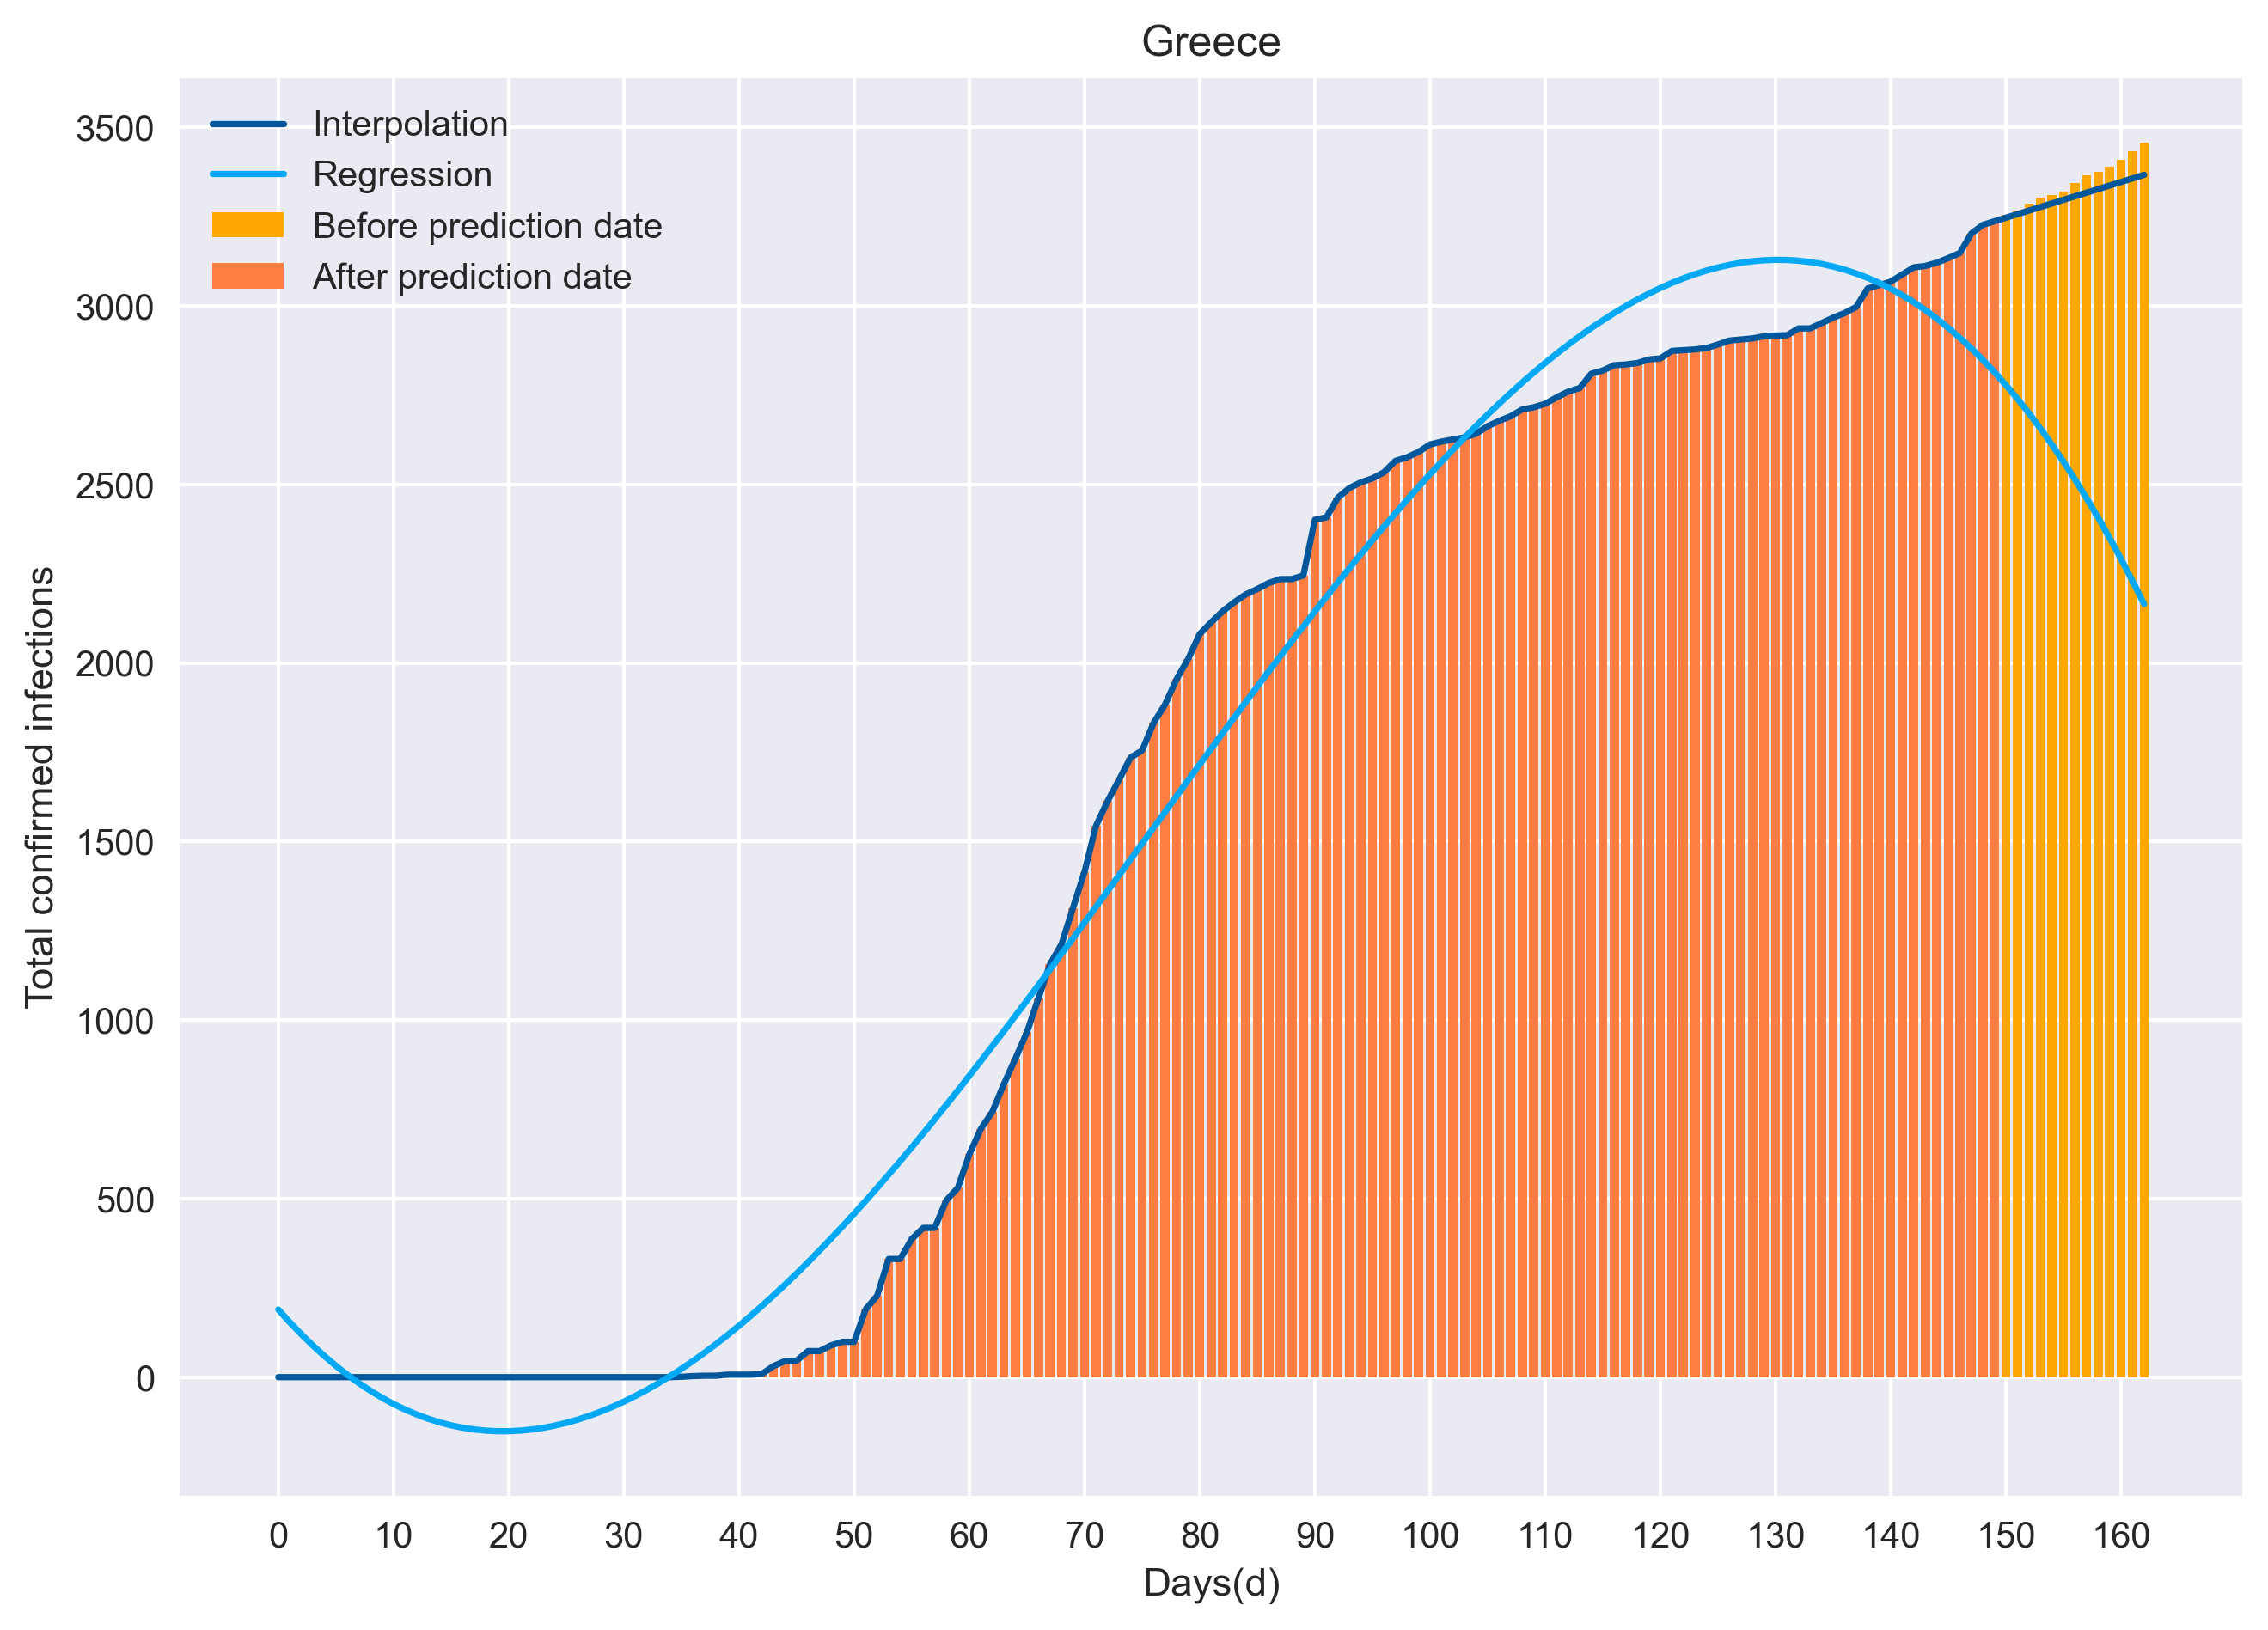 Greece
Interpolation
Regression
Before prediction date
After prediction date
3500
3000
2500
2000
1500
1000
500
0
Total confirmed infections
0 10 20 30 40 50 60 70 80 90 100 110 120 130 140 150 160
Days(d)